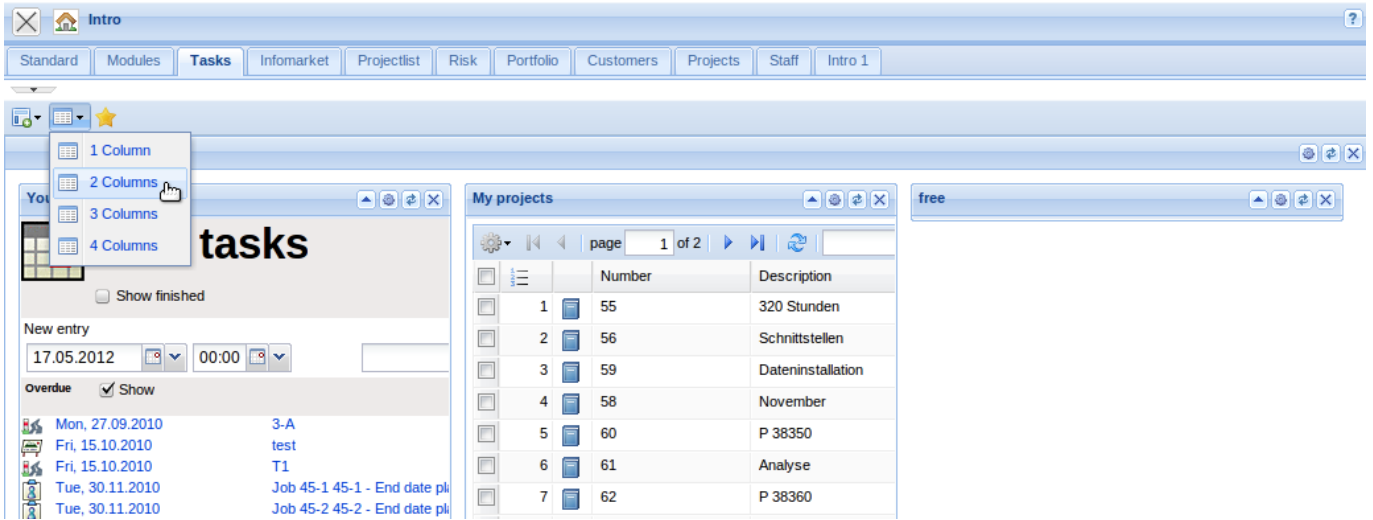 Intro
?
Standard Modules Tasks Infomarket Projectlist Risk Portfolio Customers Projects Staff Intro 1
1 Column
2 Columns
3 Columns
4 Columns
You
tasks
Show finished
New entry
17.05.2012 00:00
Overdue Show
Mon, 27.09.2010 3-A
Fri, 15.10.2010 test
Fri, 15.10.2010 T1
Tue, 30.11.2010 Job 45-1 45-1 - End date pl
Tue, 30.11.2010 Job 45-2 45-2 - End date pl
My projects
page 1 of 2
Number Description
1 55 320 Stunden
2 56 Schnittstellen
3 59 Dateninstallation
4 58 November
5 60 P 38350
6 61 Analyse
7 62 P 38360
free